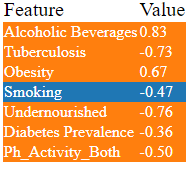 Feature Value
Alcoholic Beverages 0.83
Tuberculosis -0.73
Obesity 0.67
Smoking -0.47
Undernourished -0.76
Diabetes Prevalence -0.36
Ph_Activity_Both -0.50